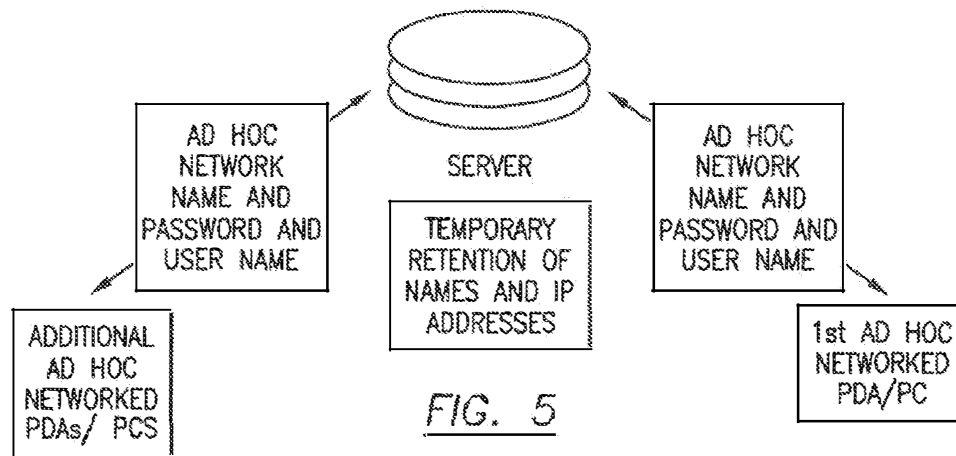 AD HOC
NETWORK
NAME AND
PASSWORD AND
USER NAME
SERVER
TEMPORARY
RETENTION OF
NAMES AND IP
ADDRESSES
AD HOC
NETWORK
NAME AND
PASSWORD AND
USER NAME
ADDITIONAL
AD HOC
NETWORKED
PDAs/ PCS
1st AD HOC
NETWORKED
PDA/PC
FIG. 5